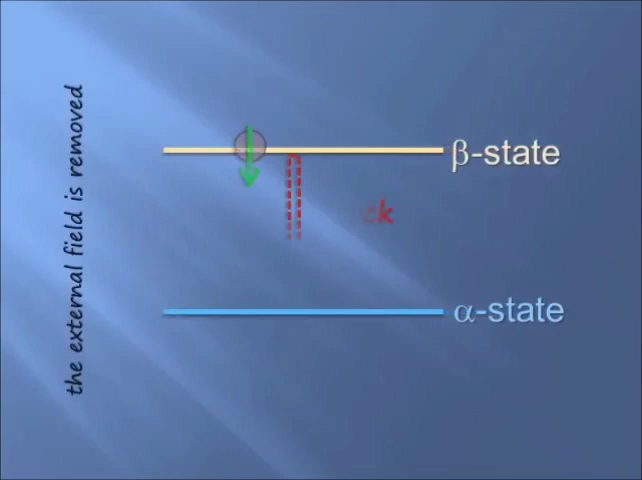 the external field is removed
β-state
k
α-state